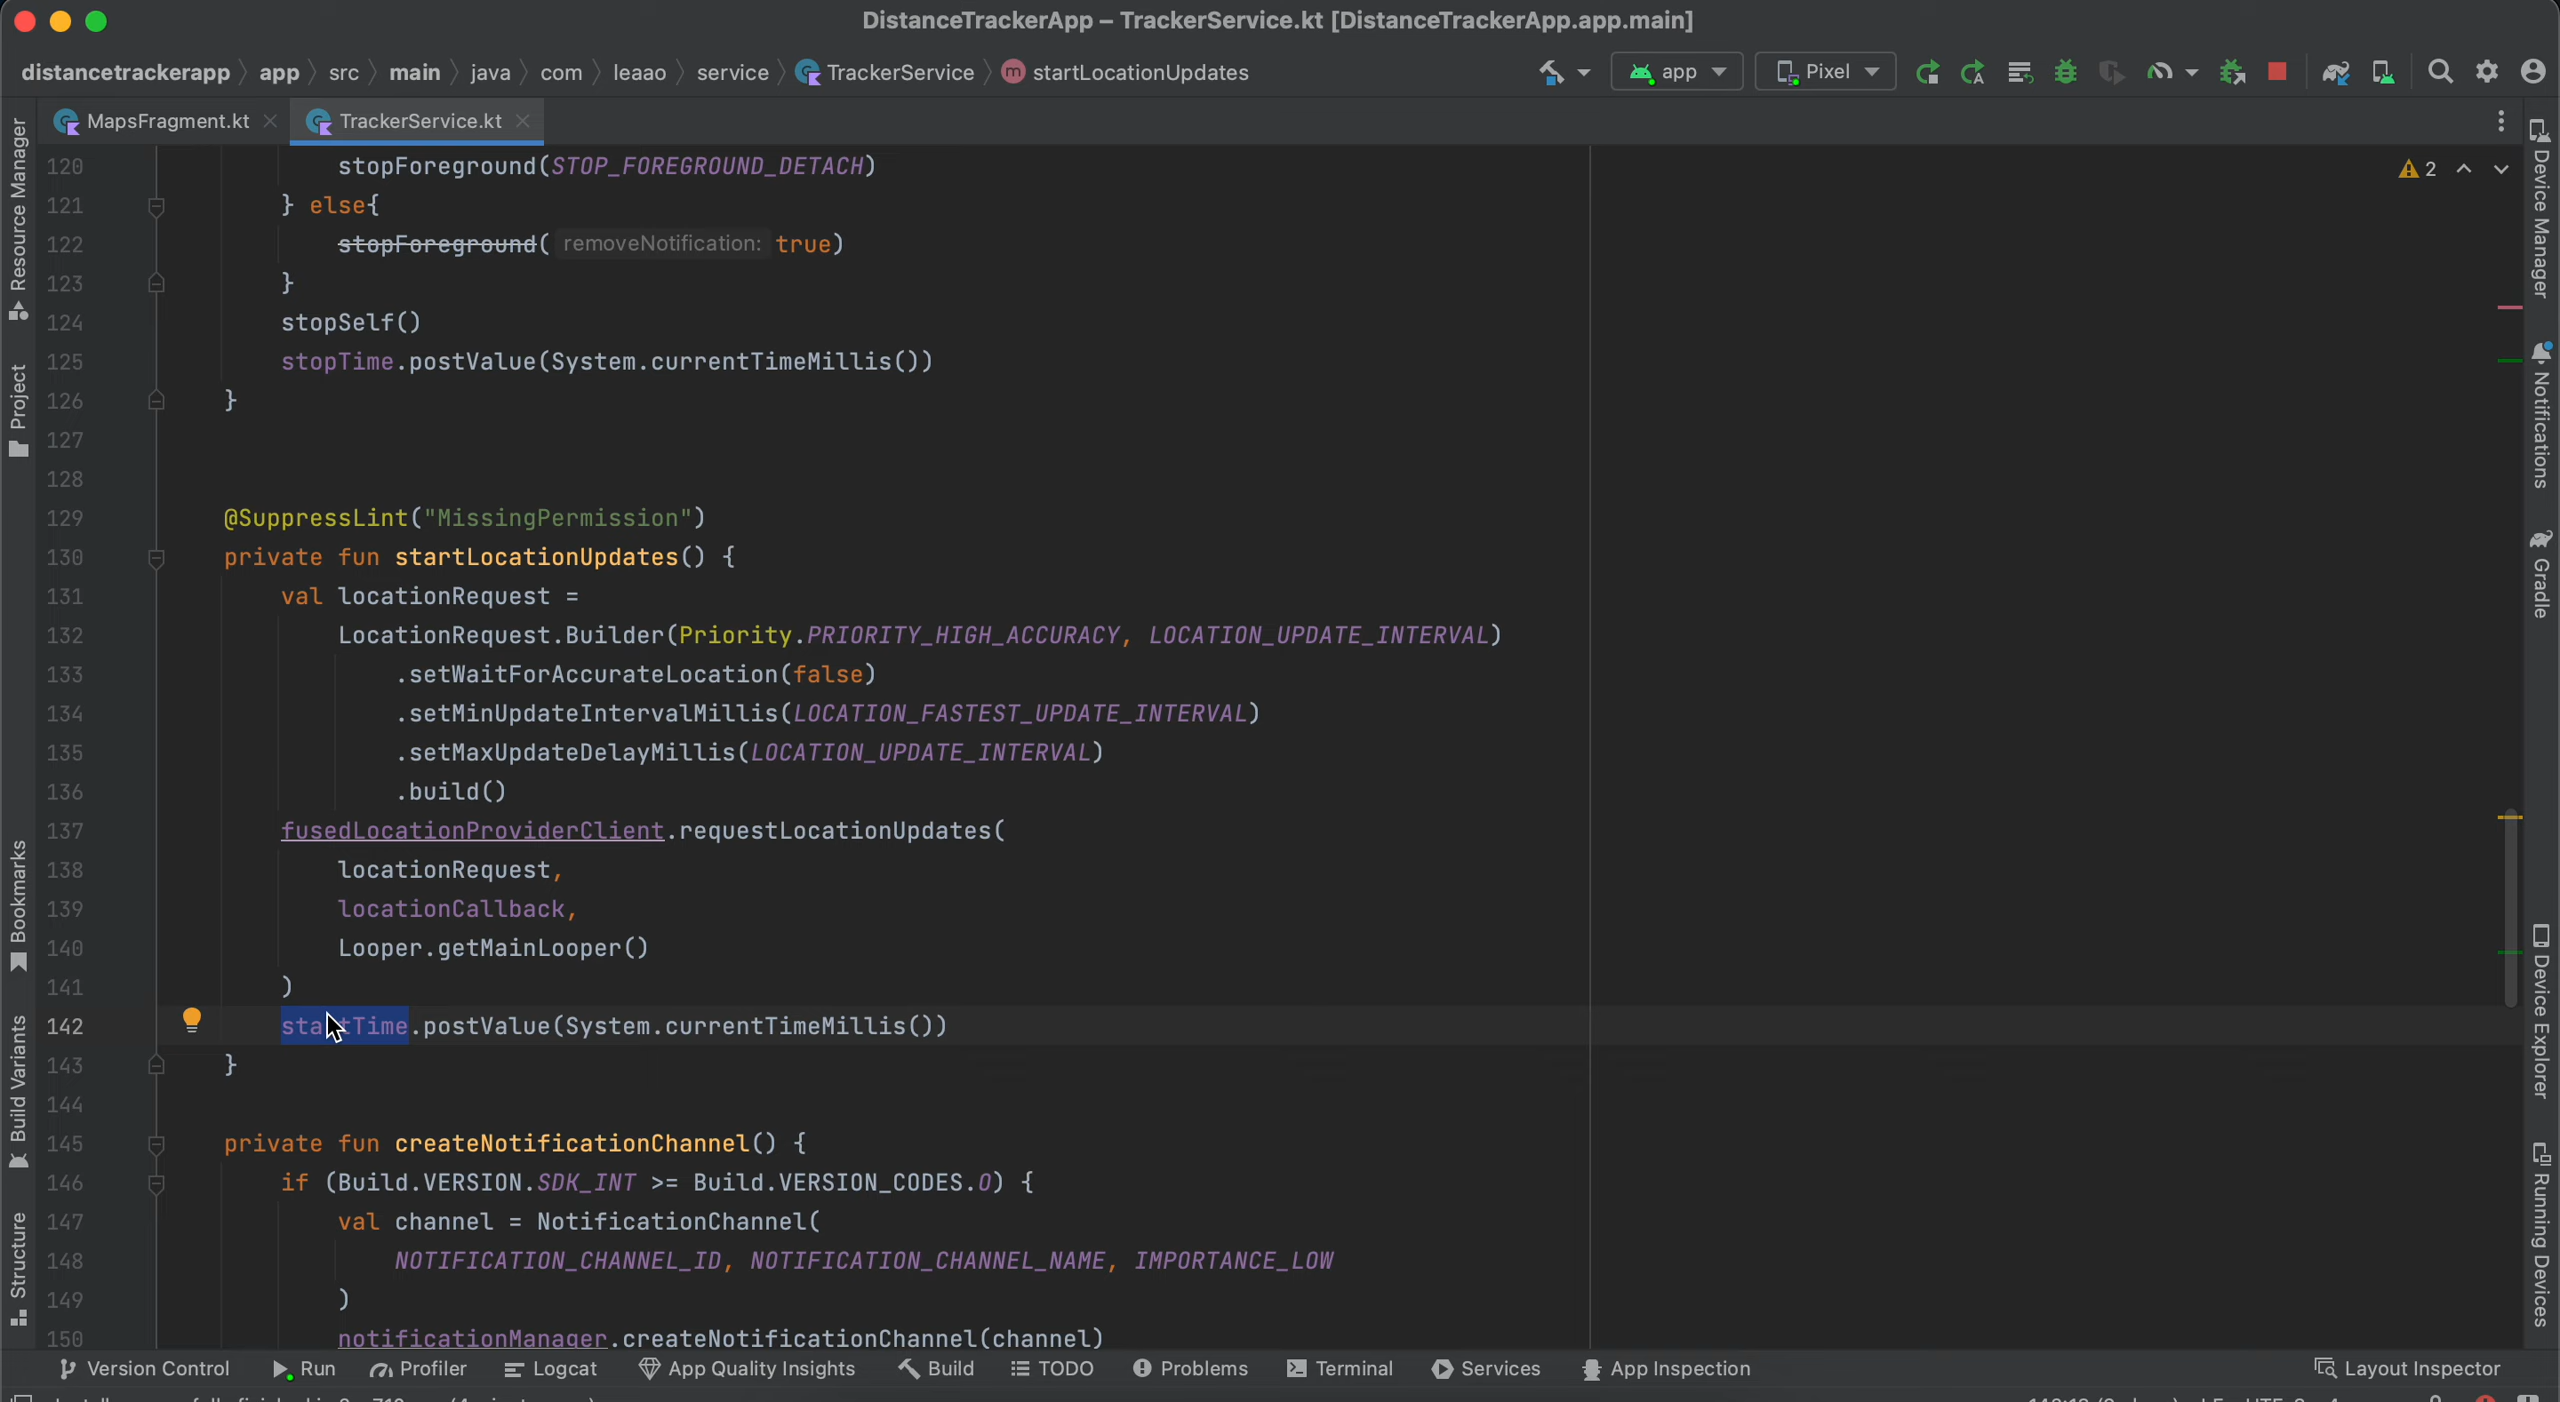 DistanceTrackerApp – TrackerService.kt [DistanceTrackerApp.app.main]
distancetrackerapp app src main java com leaao service TrackerService m startLocationUpdates app Pixel
MapsFragment.kt TrackerService.kt
2
120 stopForeground(STOP_FOREGROUND_DETACH)
121 } else{
122 stopForeground( removeNotification: true)
123 }
124 stopSelf()
125 stopTime.postValue(System.currentTimeMillis())
126 }
127
128
129 @SuppressLint("MissingPermission")
130 private fun startLocationUpdates() {
131 val locationRequest =
132 LocationRequest.Builder(Priority.PRIORITY_HIGH_ACCURACY, LOCATION_UPDATE_INTERVAL)
133 .setWaitForAccurateLocation(false)
134 .setMinUpdateIntervalMillis(LOCATION_FASTEST_UPDATE_INTERVAL)
135 .setMaxUpdateDelayMillis(LOCATION_UPDATE_INTERVAL)
136 .build()
137 fusedLocationProviderClient.requestLocationUpdates(
138 locationRequest,
139 locationCallback,
140 Looper.getMainLooper()
141 )
142 startTime.postValue(System.currentTimeMillis())
143 }
144
145 private fun createNotificationChannel() {
146 if (Build.VERSION.SDK_INT >= Build.VERSION_CODES.O) {
147 val channel = NotificationChannel(
148 NOTIFICATION_CHANNEL_ID, NOTIFICATION_CHANNEL_NAME, IMPORTANCE_LOW
149 )
150 notificationManager.createNotificationChannel(channel)
Resource Manager
Project
Bookmarks
Build Variants
Structure
Device Manager
Notifications
Gradle
Device Explorer
Running Devices
Version Control Run Profiler Logcat App Quality Insights Build TODO Problems Terminal Services App Inspection Layout Inspector